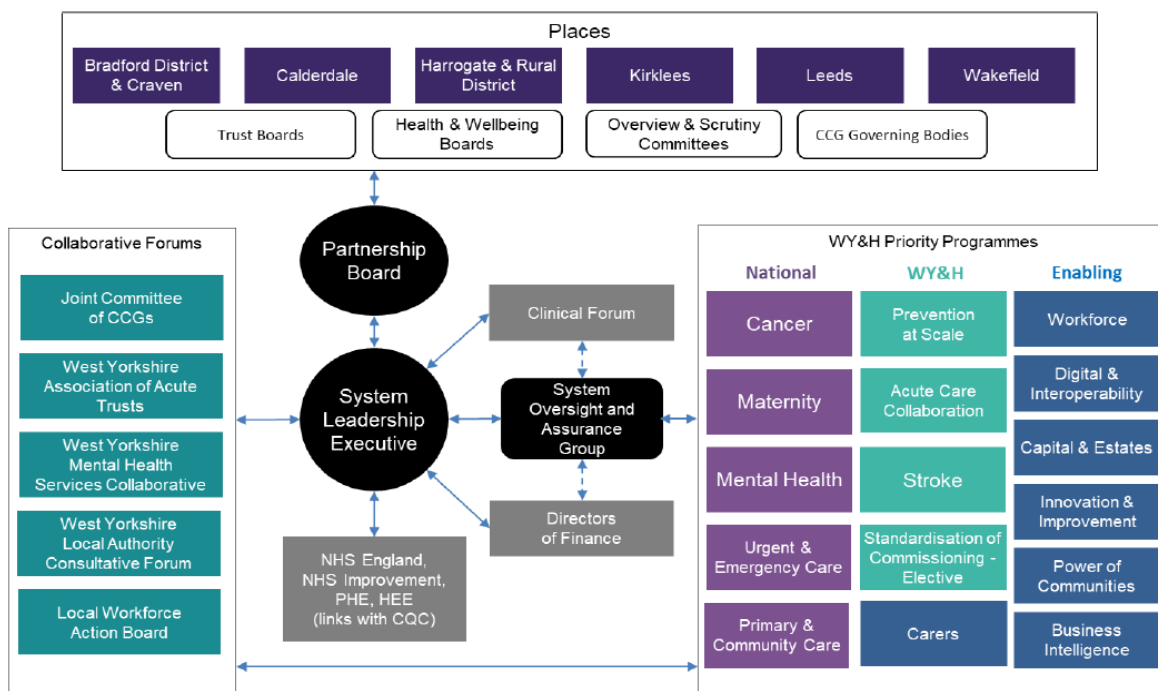 Places
Bradford District
& Craven
Calderdale
Harrogate & Rural
District
Kirklees
Leeds
Wakefield
Trust Boards
Health & Wellbeing
Boards
Overview & Scrutiny
Committees
CCG Governing Bodies
Partnership
Board
Collaborative Forums
Joint Committee
of CCGs
West Yorkshire
Association of Acute
Trusts
West Yorkshire
Mental Health
Services Collaborative
West Yorkshire
Local Authority
Consultative Forum
Local Workforce
Action Board
System
Leadership
Executive
Clinical Forum
System
Oversight and
Assurance
Group
Directors
of Finance
NHS England,
NHS Improvement,
PHE, HEE
(links with CQC)
WY&H Priority Programmes
National
Cancer
Maternity
Mental Health
Urgent &
Emergency Care
Primary &
Community Care
WY&H
Prevention
at Scale
Acute Care
Collaboration
Stroke
Standardisation of
Commissioning -
Elective
Carers
Enabling
Workforce
Digital &
Interoperability
Capital & Estates
Innovation &
Improvement
Power of
Communities
Business
Intelligence